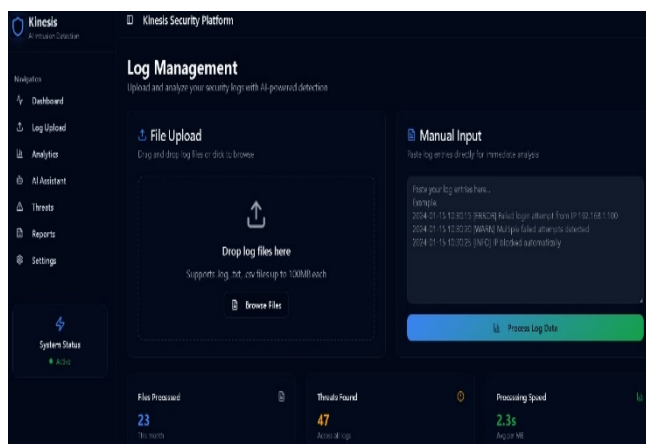 Kinesis
AI Intrusion Detection
Kinesis Security Platform
Navigation
Dashboard
Log Upload
Analytics
AI Assistant
Threats
Reports
Settings
System Status
Active
Log Management
Upload and analyze your security logs with AI-powered detection
File Upload
Drag and drop log files or click to browse
Drop log files here
Supports .log, .txt, .csv files up to 100MB each
Browse Files
Manual Input
Paste log entries directly for immediate analysis
Paste your log entries here...
Example:
2024-01-15 10:30:15 [ERROR] Failed login attempt from IP 192.168.1.100
2024-01-15 10:30:20 [WARN] Multiple failed attempts detected
2024-01-15 10:30:25 [INFO] IP blocked automatically
Process Log Data
Files Processed
23
This month
Threats Found
47
Across all logs
Processing Speed
2.3s
Avg per MB